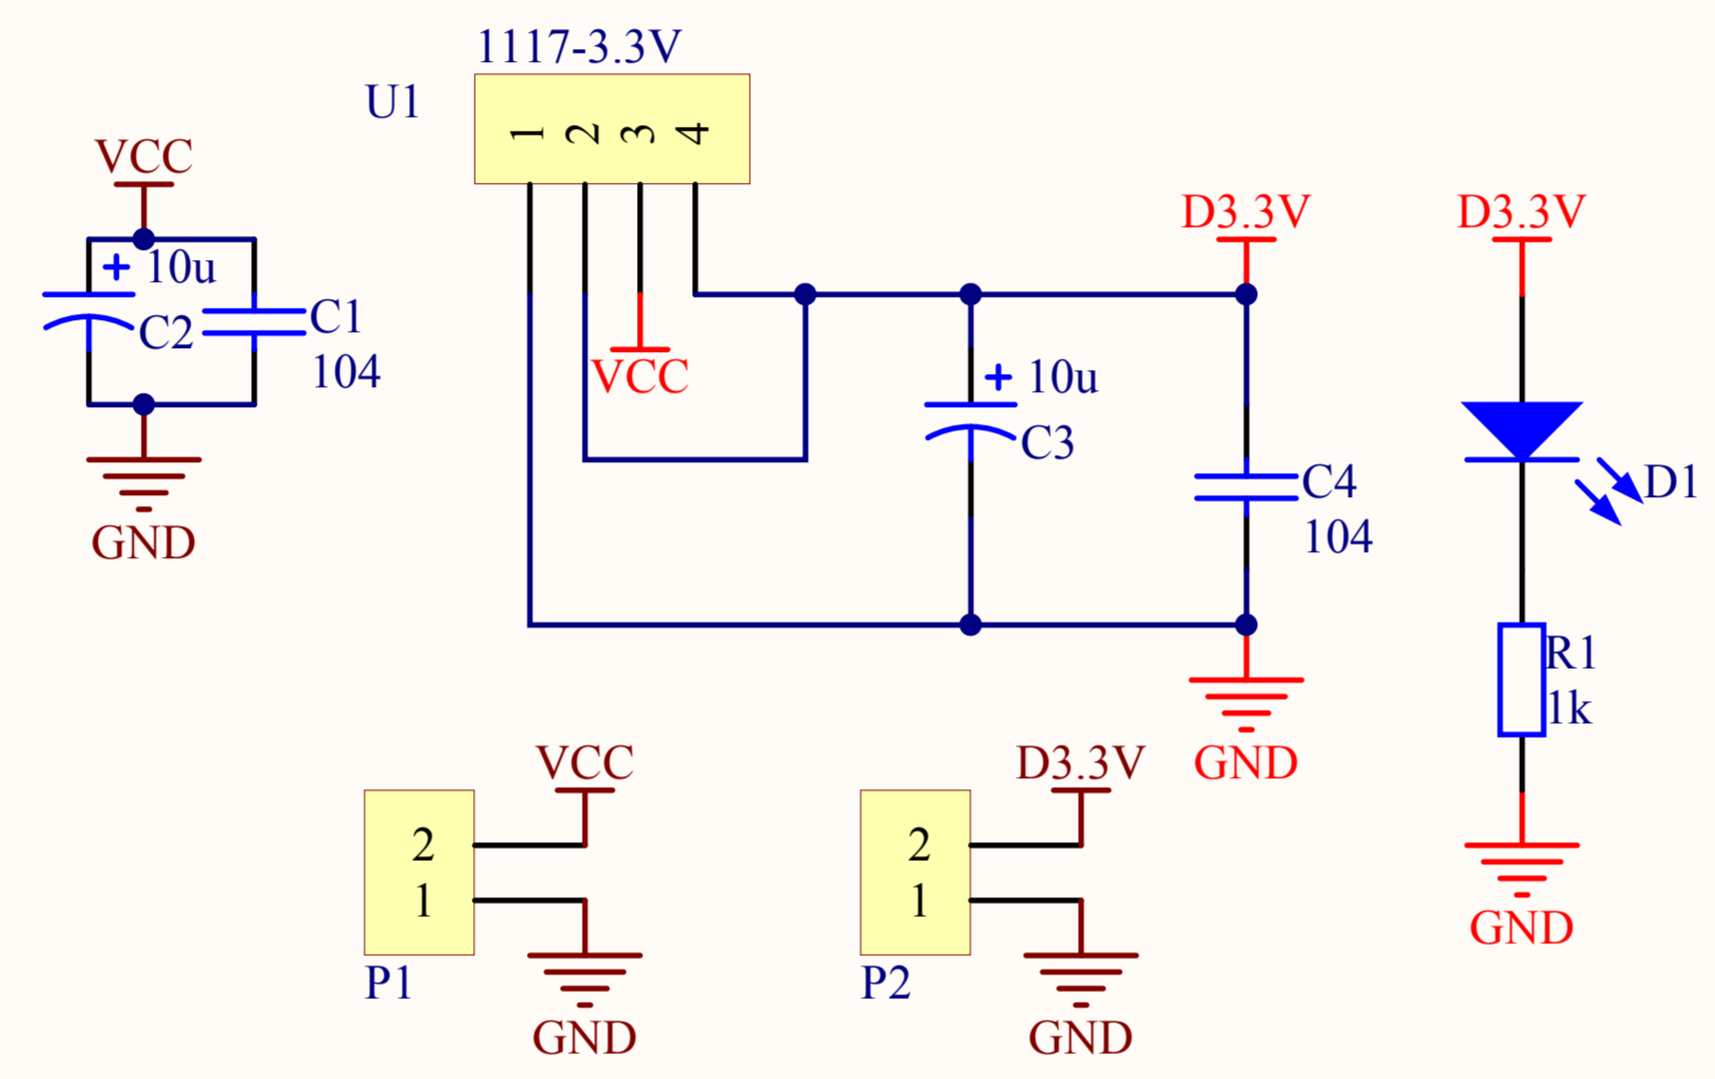 1117-3.3V
U1
1
2
3
4
VCC
+ 10u
C2
C1
104
GND
VCC
D3.3V
+ 10u
C3
C4
104
GND
D3.3V
D1
R1
1k
GND
VCC
2
1
P1
GND
D3.3V
2
1
P2
GND